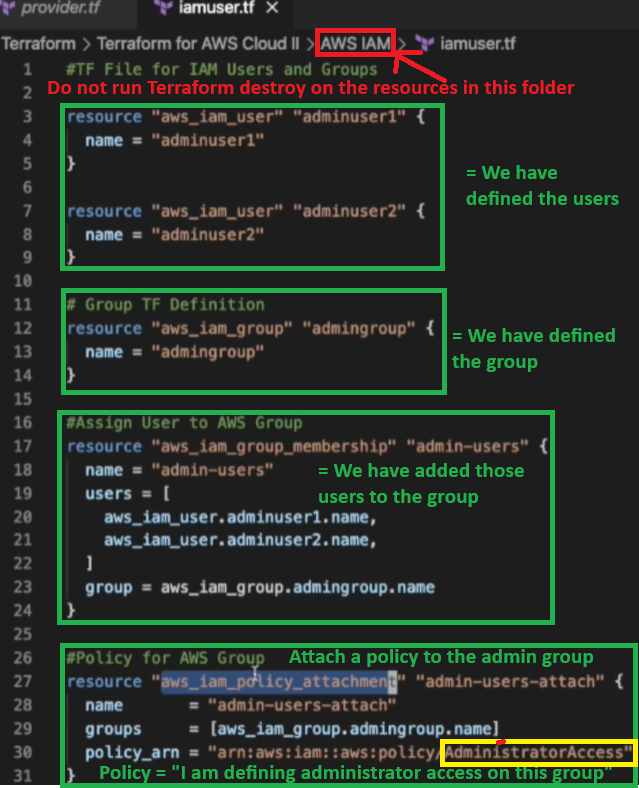 provider.tf
iamuser.tf ×
Terraform > Terraform for AWS Cloud II > AWS IAM > iamuser.tf
1 #TF File for IAM Users and Groups
2 Do not run Terraform destroy on the resources in this folder
3 resource "aws_iam_user" "adminuser1" {
4 name = "adminuser1"
5 }
= We have
defined the users
6
7 resource "aws_iam_user" "adminuser2" {
8 name = "adminuser2"
9 }
10
11 # Group TF Definition
12 resource "aws_iam_group" "admingroup" {
13 name = "admingroup"
14 }
= We have defined
the group
15
16 #Assign User to AWS Group
17 resource "aws_iam_group_membership" "admin-users" {
18 name = "admin-users"
= We have added those
users to the group
19 users = [
20 aws_iam_user.adminuser1.name,
21 aws_iam_user.adminuser2.name,
22 ]
23 group = aws_iam_group.admingroup.name
24 }
25
26 #Policy for AWS Group Attach a policy to the admin group
27 resource "aws_iam_policy_attachment" "admin-users-attach" {
28 name = "admin-users-attach"
29 groups = [aws_iam_group.admingroup.name]
30 policy_arn = "arn:aws:iam::aws:policy/AdministratorAccess"
31 } Policy = "I am defining administrator access on this group"